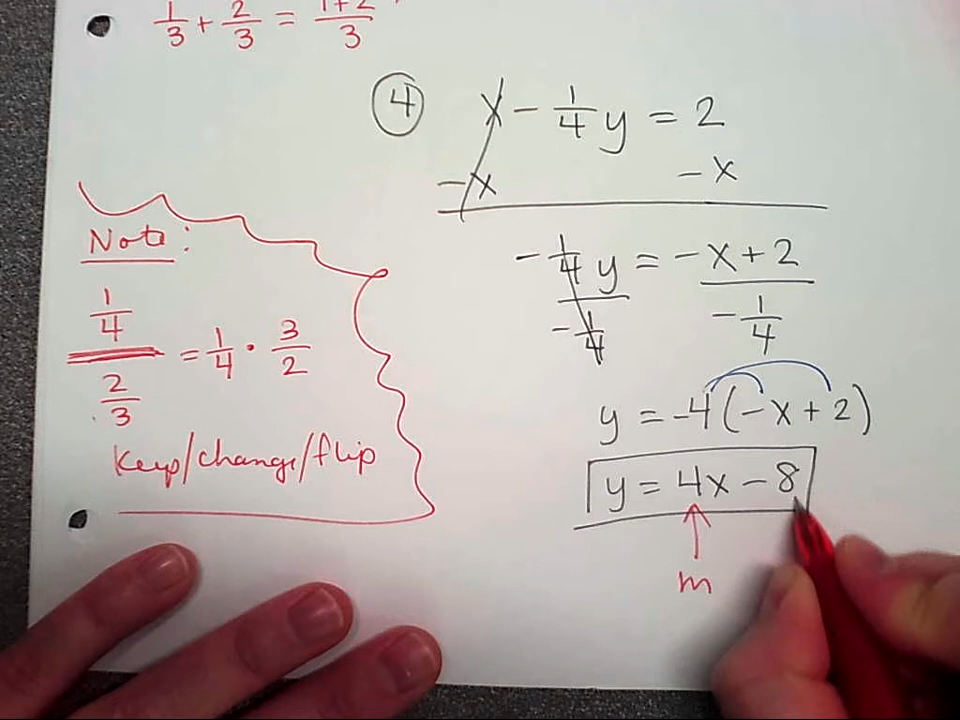 1/3 + 2/3 = 1+2/3
④ x - 1/4 y = 2
-x -x
-1/4 y = -x + 2
-1/4 -1/4
y = -4(-x + 2)
y = 4x - 8
m
Note:
1/4 / 2/3 = 1/4 · 3/2
Keep/change/flip